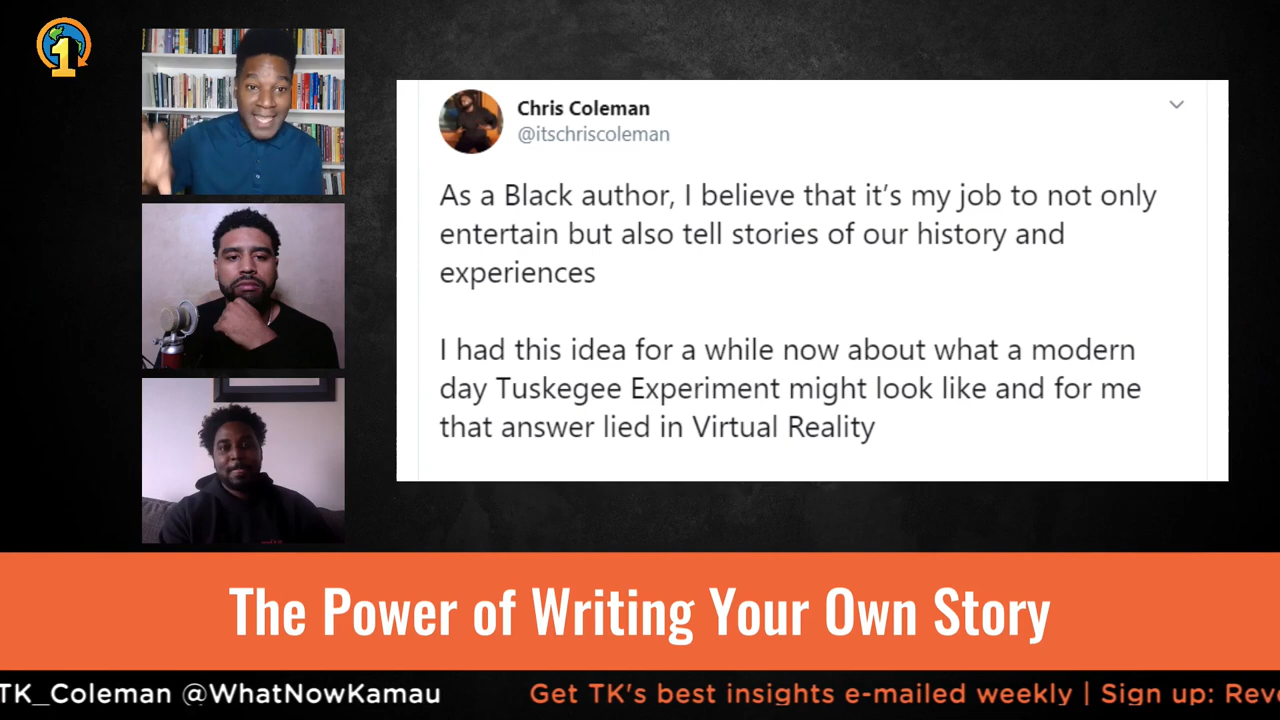 1
Chris Coleman
@itschriscoleman
As a Black author, I believe that it's my job to not only
entertain but also tell stories of our history and
experiences
I had this idea for a while now about what a modern
day Tuskegee Experiment might look like and for me
that answer lied in Virtual Reality
The Power of Writing Your Own Story
TK_Coleman @WhatNowKamau
Get TK's best insights e-mailed weekly | Sign up: